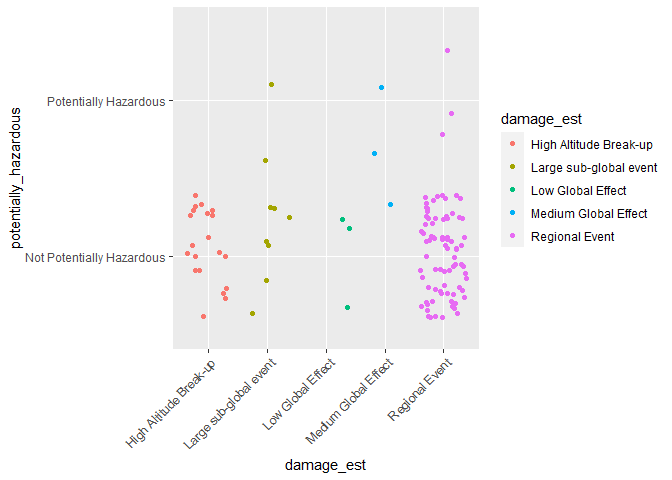 potentially_hazardous
Potentially Hazardous
Not Potentially Hazardous
High Altitude Break-up
Large sub-global event
Low Global Effect
Medium Global Effect
Regional Event
damage_est
damage_est
High Altitude Break-up
Large sub-global event
Low Global Effect
Medium Global Effect
Regional Event